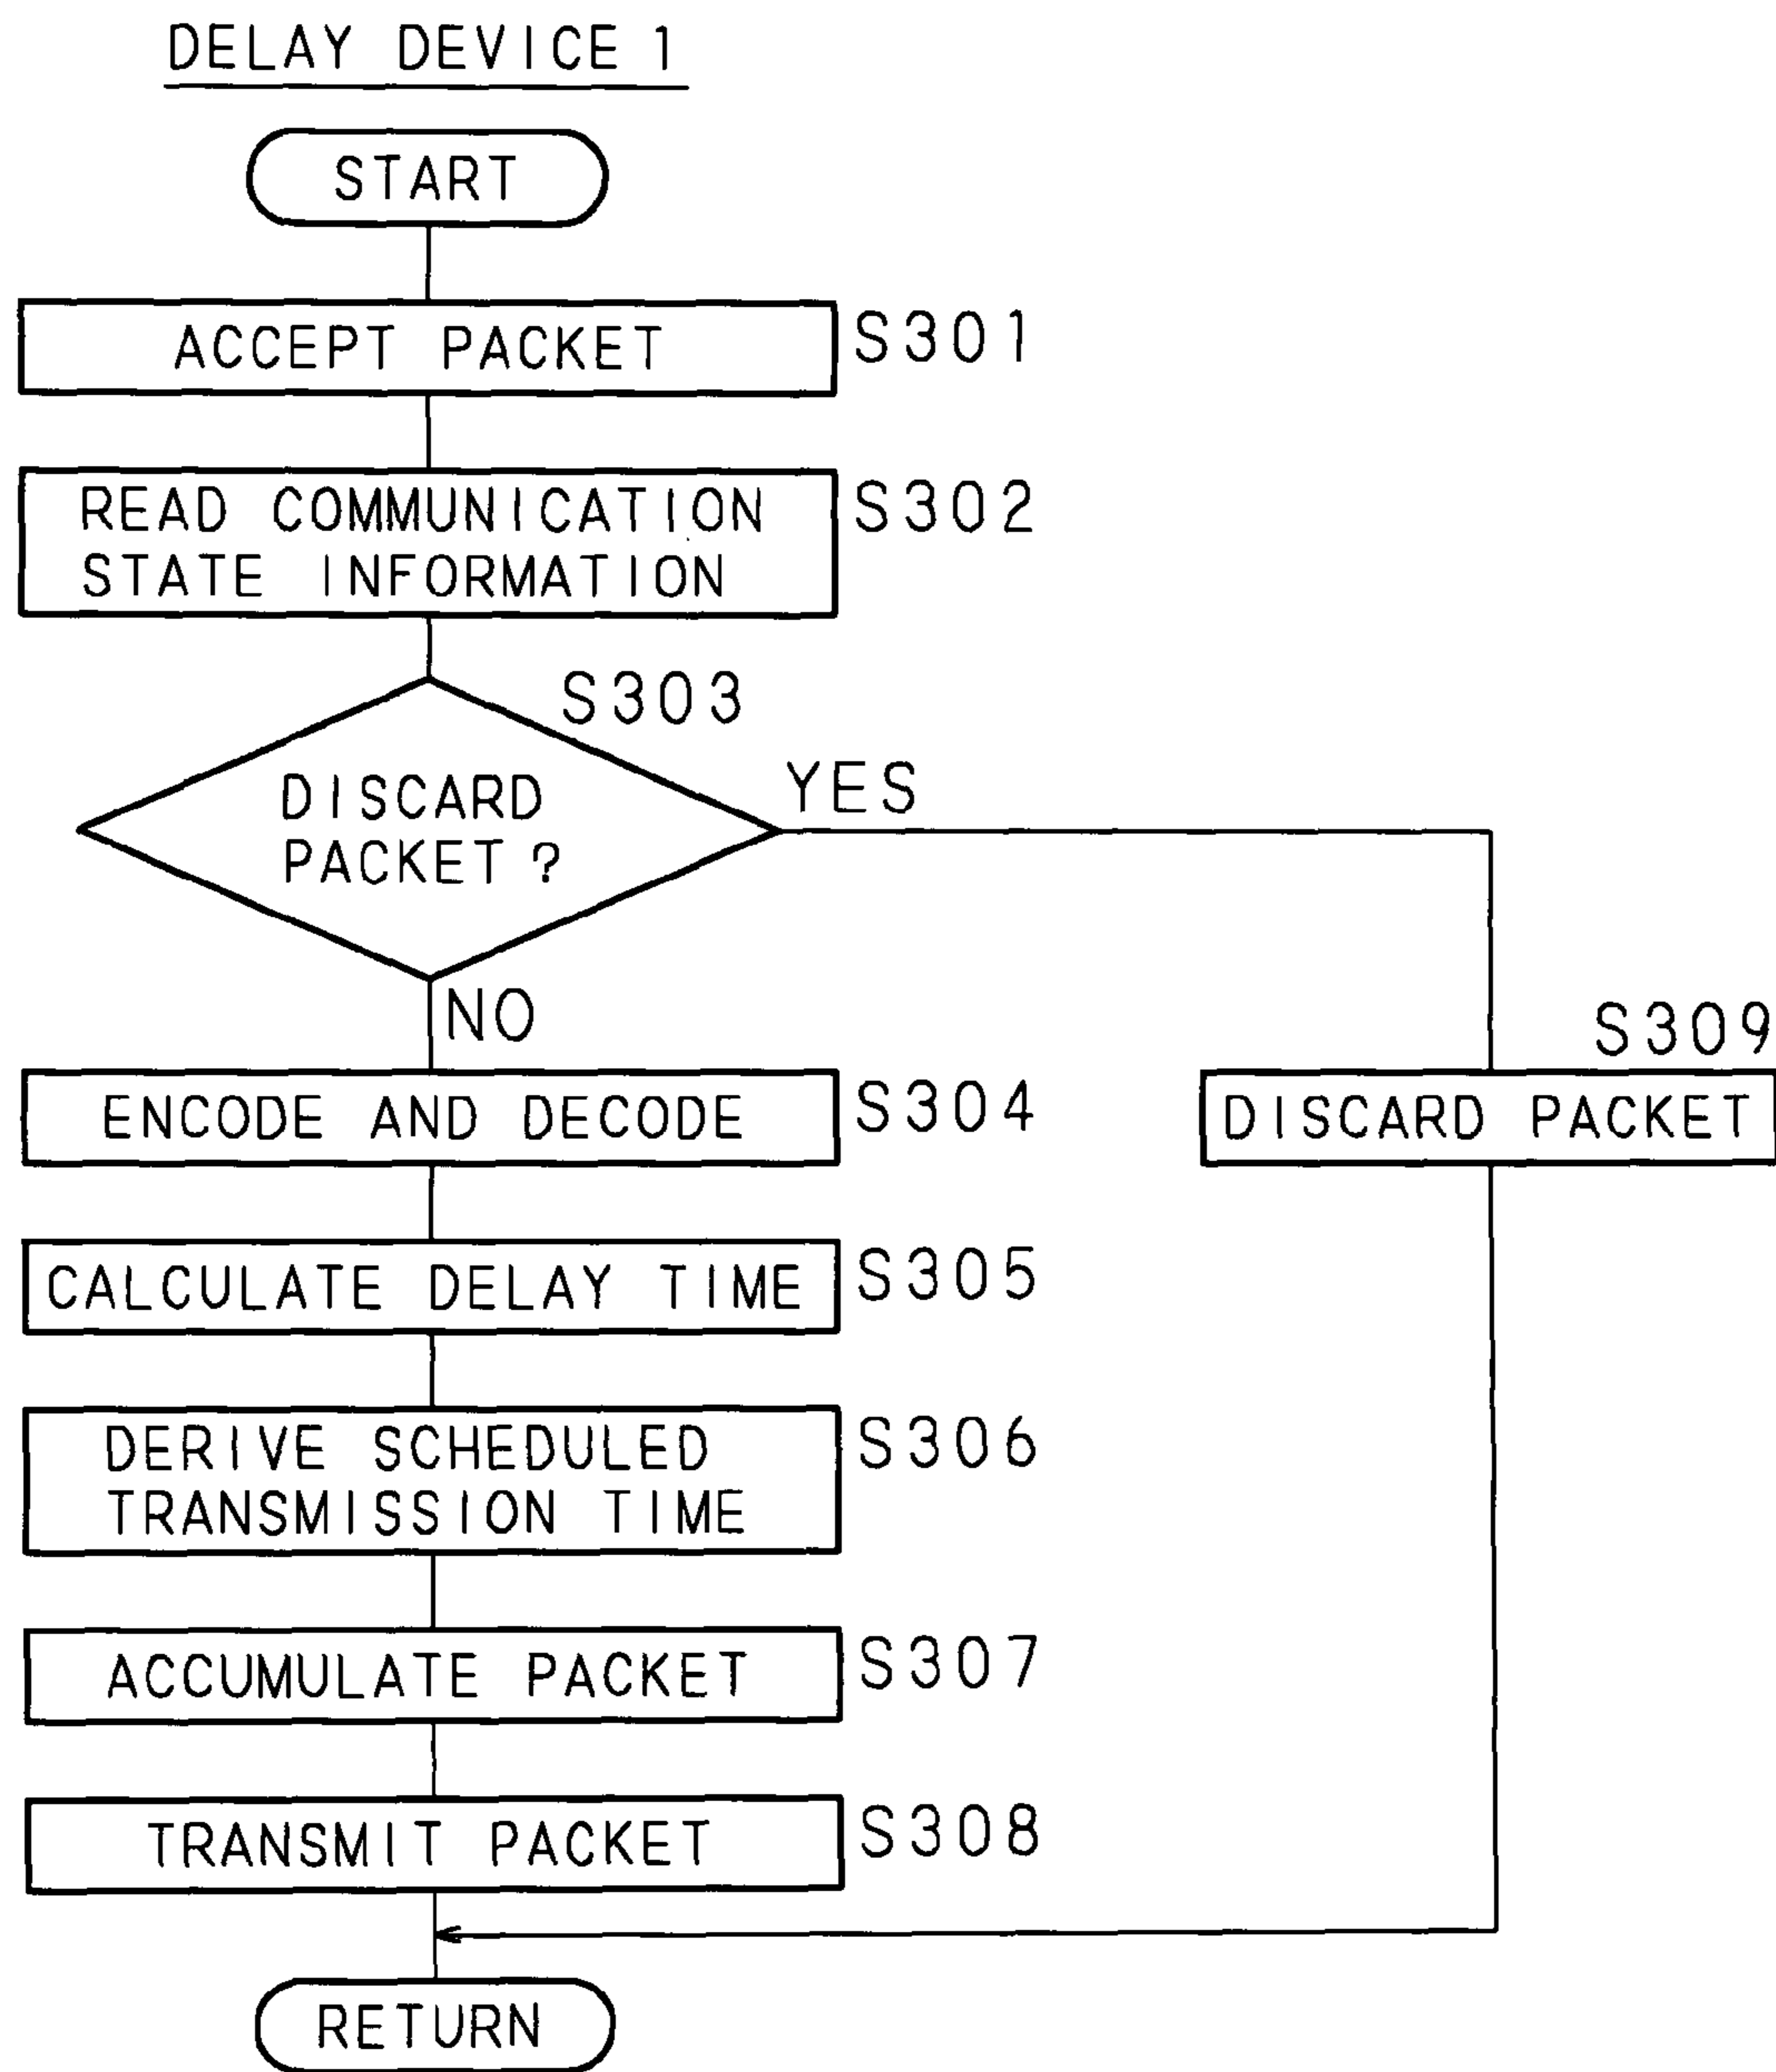 DELAY DEVICE 1
START
ACCEPT PACKET
S301
READ COMMUNICATION
STATE INFORMATION
S302
S303
DISCARD
PACKET?
YES
NO
ENCODE AND DECODE
S304
S309
DISCARD PACKET
CALCULATE DELAY TIME
S305
DERIVE SCHEDULED
TRANSMISSION TIME
S306
ACCUMULATE PACKET
S307
TRANSMIT PACKET
S308
RETURN